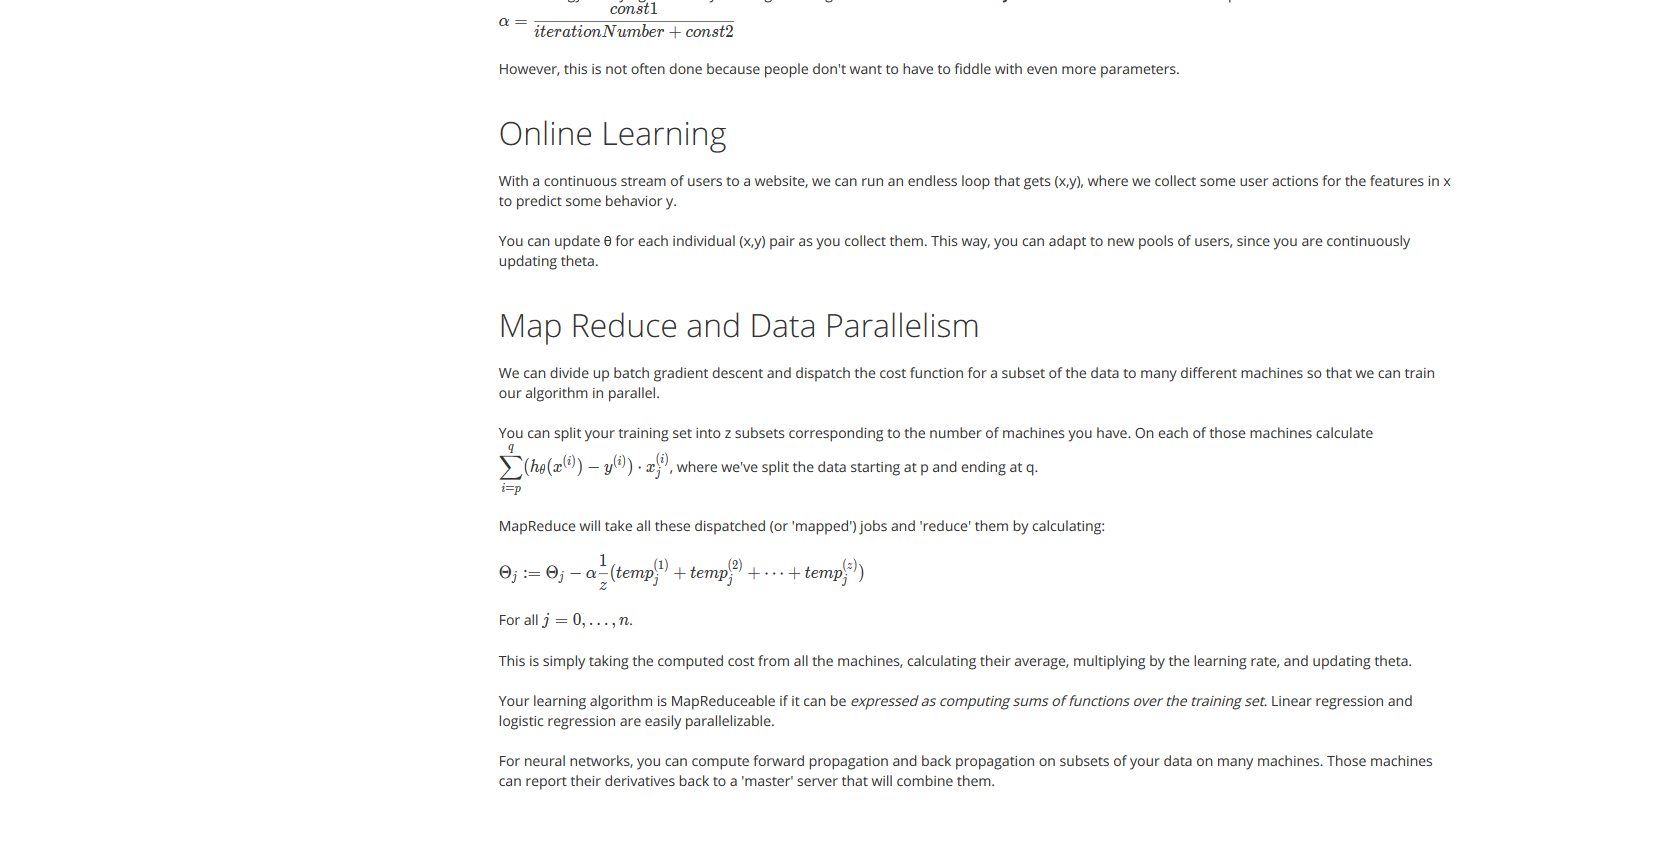 α = const1 / iterationNumber + const2
However, this is not often done because people don't want to have to fiddle with even more parameters.
Online Learning
With a continuous stream of users to a website, we can run an endless loop that gets (x,y), where we collect some user actions for the features in x
to predict some behavior y.
You can update θ for each individual (x,y) pair as you collect them. This way, you can adapt to new pools of users, since you are continuously
updating theta.
Map Reduce and Data Parallelism
We can divide up batch gradient descent and dispatch the cost function for a subset of the data to many different machines so that we can train
our algorithm in parallel.
You can split your training set into z subsets corresponding to the number of machines you have. On each of those machines calculate
∑_{i=p}^{q} (h_θ(x^{(i)}) − y^{(i)}) · x_j^{(i)}, where we've split the data starting at p and ending at q.
MapReduce will take all these dispatched (or 'mapped') jobs and 'reduce' them by calculating:
Θ_j := Θ_j − α 1/z (temp_j^{(1)} + temp_j^{(2)} + ⋯ + temp_j^{(z)})
For all j = 0, …, n.
This is simply taking the computed cost from all the machines, calculating their average, multiplying by the learning rate, and updating theta.
Your learning algorithm is MapReduceable if it can be expressed as computing sums of functions over the training set. Linear regression and
logistic regression are easily parallelizable.
For neural networks, you can compute forward propagation and back propagation on subsets of your data on many machines. Those machines
can report their derivatives back to a 'master' server that will combine them.